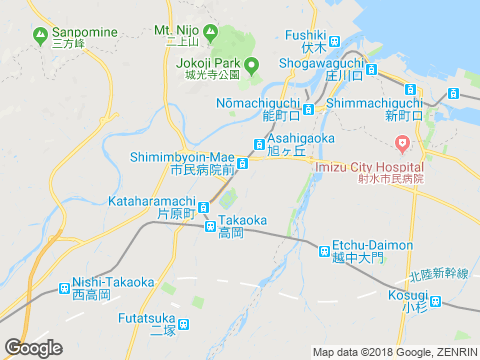 Sanpomine
三方峰
Mt. Nijo
二上山
Fushiki
伏木
Shogawaguchi
庄川口
Jokoji Park
城光寺公園
Nōmachiguchi
能町口
Shimmachiguchi
新町口
Asahigaoka
旭ヶ丘
Shimimbyoin-Mae
市民病院前
Imizu City Hospital
射水市民病院
Kataharamachi
片原町
Takaoka
高岡
Etchu-Daimon
越中大門
北陸新幹線
Nishi-Takaoka
西高岡
Kosugi
小杉
Futatsuka
二塚
Google
Map data ©2018 Google, ZENRIN